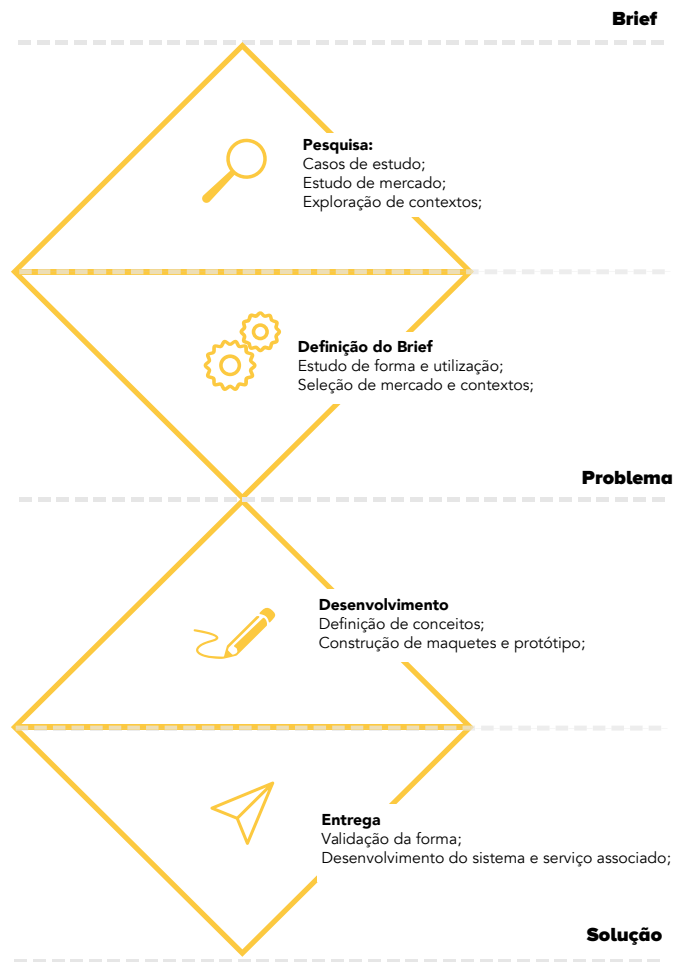 Brief
Pesquisa:
Casos de estudo;
Estudo de mercado;
Exploração de contextos;
Definição do Brief
Estudo de forma e utilização;
Seleção de mercado e contextos;
Problema
Desenvolvimento
Definição de conceitos;
Construção de maquetes e protótipo;
Entrega
Validação da forma;
Desenvolvimento do sistema e serviço associado;
Solução